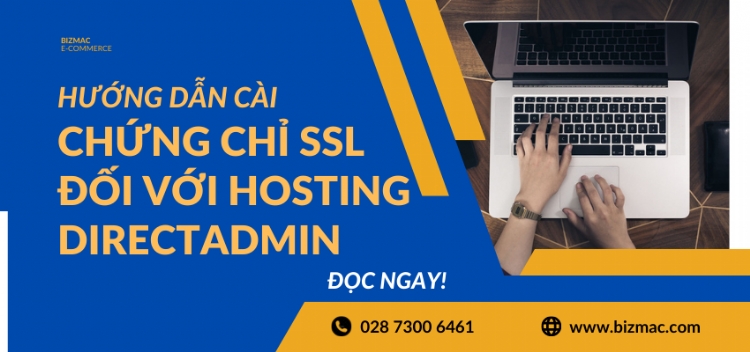 BIZMAC
E-COMMERCE
HƯỚNG DẪN CÀI
CHỨNG CHỈ SSL
ĐỐI VỚI HOSTING
DIRECTADMIN
ĐỌC NGAY!
028 7300 6461
www.bizmac.com